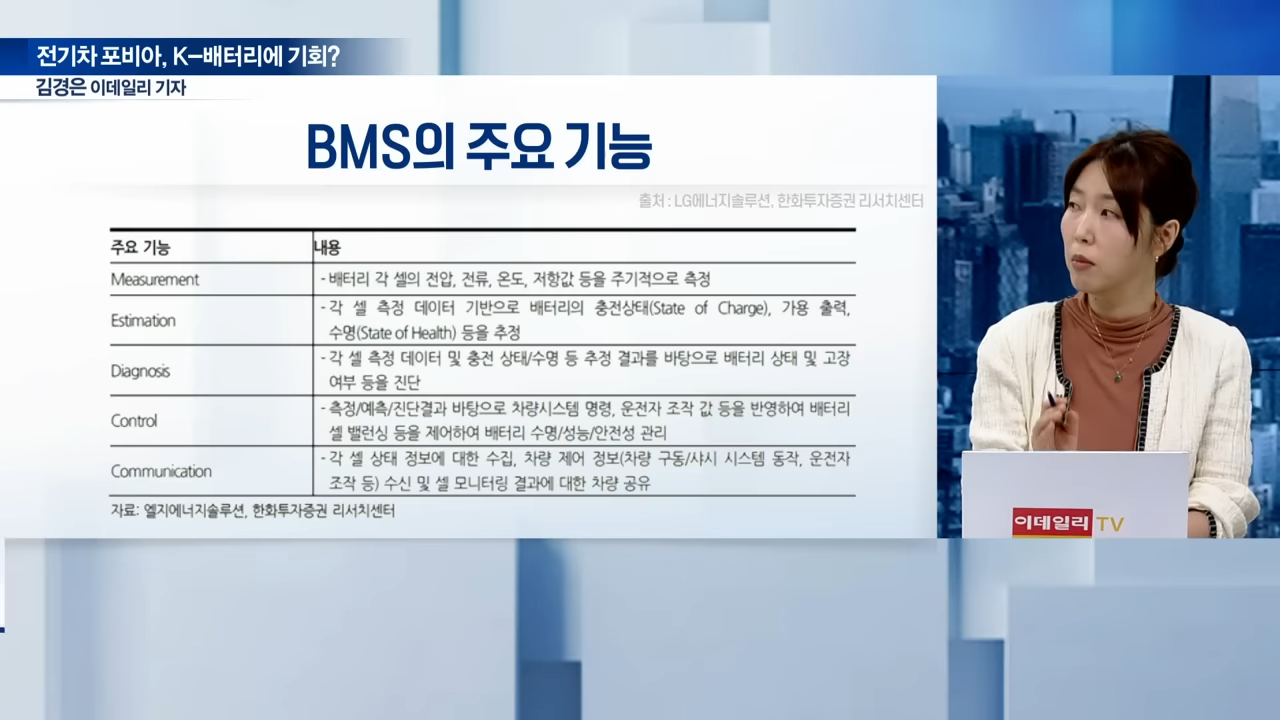 전기차 포비아, K-배터리에 기회?
김경은 이데일리 기자
BMS의 주요 기능
출처 : LG에너지솔루션, 한화투자증권 리서치센터
주요 기능 내용
Measurement - 배터리 각 셀의 전압, 전류, 온도, 저항값 등을 주기적으로 측정
Estimation - 각 셀 측정 데이터 기반으로 배터리의 충전상태(State of Charge), 가용 출력,
수명(State of Health) 등을 추정
Diagnosis - 각 셀 측정 데이터 및 충전 상태/수명 등 추정 결과를 바탕으로 배터리 상태 및 고장
여부 등을 진단
Control - 측정/예측/진단결과 바탕으로 차량시스템 명령, 운전자 조작 값 등을 반영하여 배터리
셀 밸런싱 등을 제어하여 배터리 수명/성능/안전성 관리
Communication - 각 셀 상태 정보에 대한 수집, 차량 제어 정보(차량 구동/샤시 시스템 동작, 운전자
조작 등) 수신 및 셀 모니터링 결과에 대한 차량 공유
자료: 엘지에너지솔루션, 한화투자증권 리서치센터
이데일리 TV